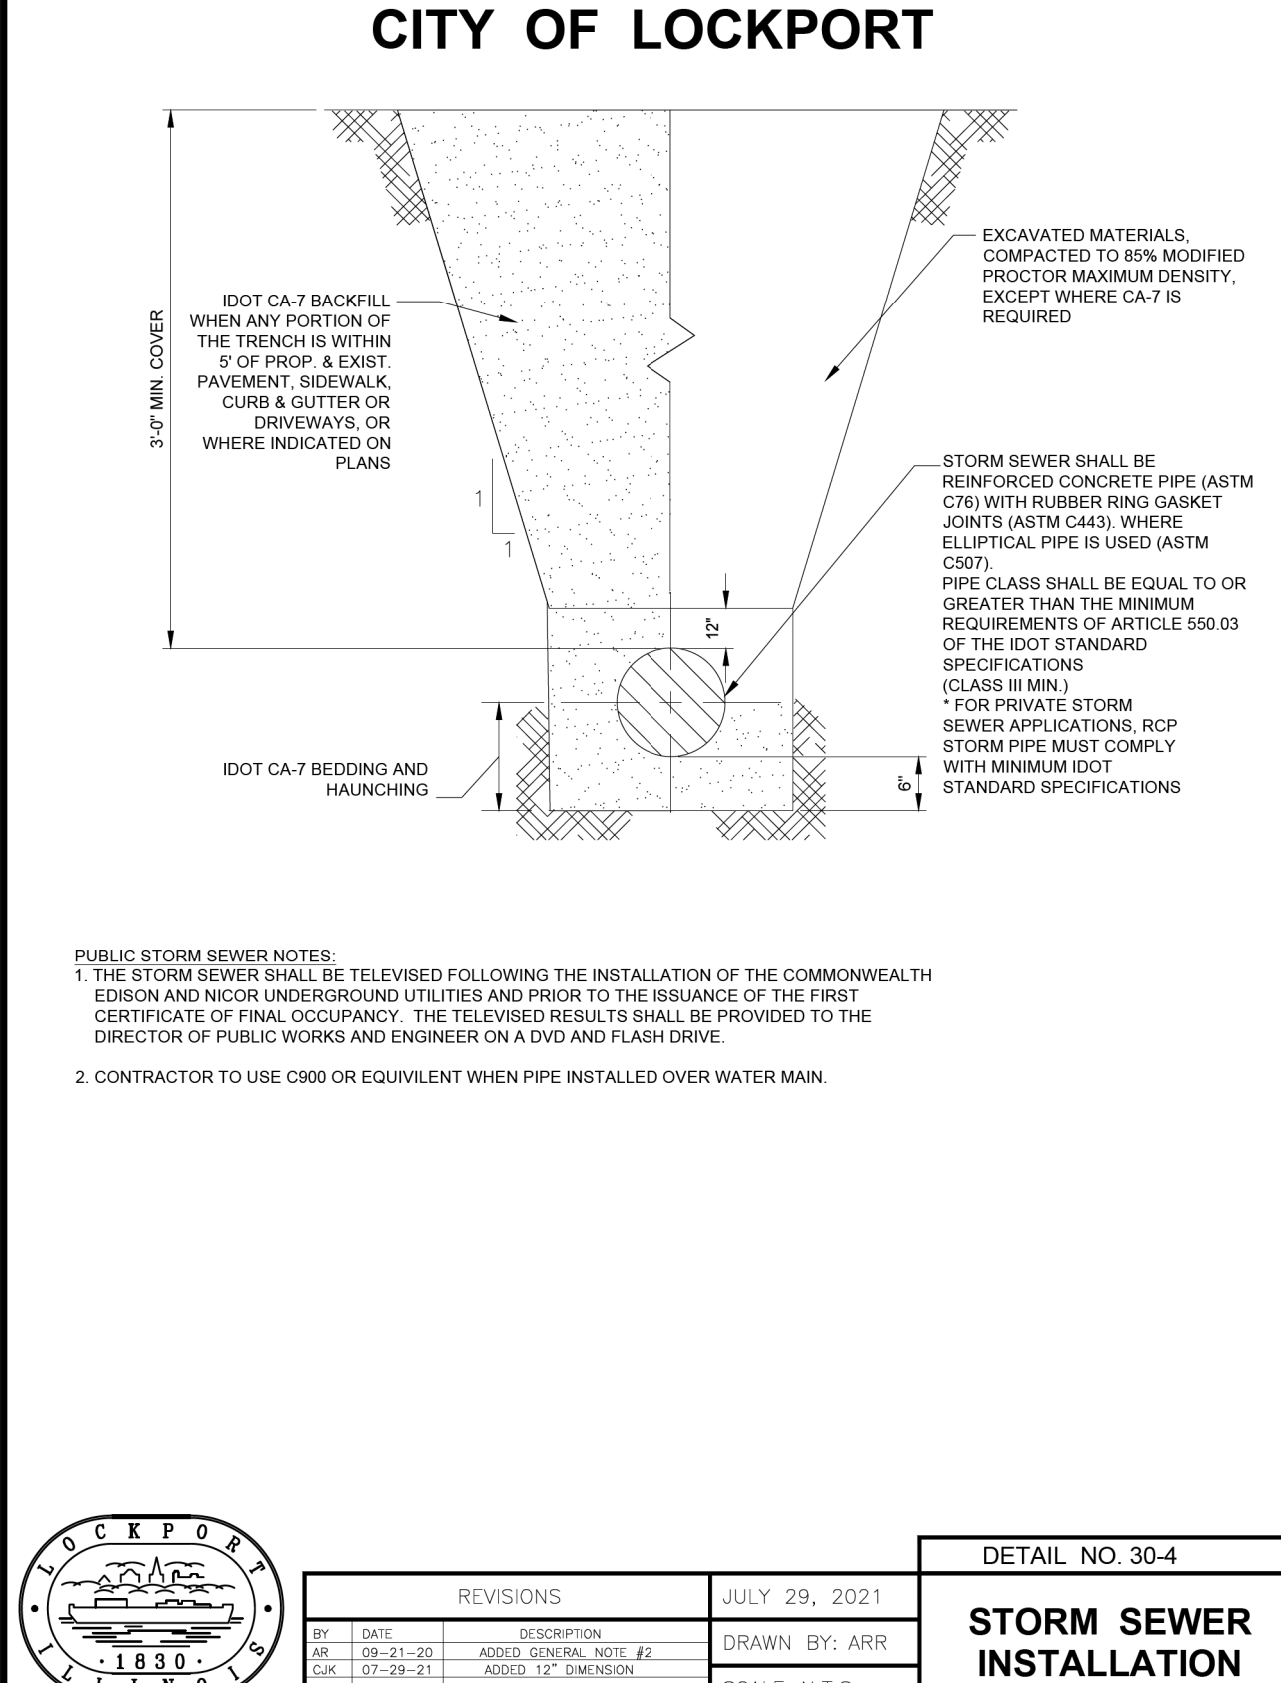 CITY OF LOCKPORT
EXCAVATED MATERIALS,
COMPACTED TO 85% MODIFIED
PROCTOR MAXIMUM DENSITY,
EXCEPT WHERE CA-7 IS
REQUIRED
IDOT CA-7 BACKFILL
WHEN ANY PORTION OF
THE TRENCH IS WITHIN
5' OF PROP. & EXIST.
PAVEMENT, SIDEWALK,
CURB & GUTTER OR
DRIVEWAYS, OR
WHERE INDICATED ON
PLANS
3'-0" MIN. COVER
1
1
STORM SEWER SHALL BE
REINFORCED CONCRETE PIPE (ASTM
C76) WITH RUBBER RING GASKET
JOINTS (ASTM C443). WHERE
ELLIPTICAL PIPE IS USED (ASTM
C507).
PIPE CLASS SHALL BE EQUAL TO OR
GREATER THAN THE MINIMUM
REQUIREMENTS OF ARTICLE 550.03
OF THE IDOT STANDARD
SPECIFICATIONS
(CLASS III MIN.)
* FOR PRIVATE STORM
SEWER APPLICATIONS, RCP
STORM PIPE MUST COMPLY
WITH MINIMUM IDOT
STANDARD SPECIFICATIONS
12"
6"
IDOT CA-7 BEDDING AND
HAUNCHING
PUBLIC STORM SEWER NOTES:
1. THE STORM SEWER SHALL BE TELEVISED FOLLOWING THE INSTALLATION OF THE COMMONWEALTH
EDISON AND NICOR UNDERGROUND UTILITIES AND PRIOR TO THE ISSUANCE OF THE FIRST
CERTIFICATE OF FINAL OCCUPANCY. THE TELEVISED RESULTS SHALL BE PROVIDED TO THE
DIRECTOR OF PUBLIC WORKS AND ENGINEER ON A DVD AND FLASH DRIVE.
2. CONTRACTOR TO USE C900 OR EQUIVILENT WHEN PIPE INSTALLED OVER WATER MAIN.
LOCKPORT
·1830·
ILLINOIS
REVISIONS
BY DATE DESCRIPTION
AR 09-21-20 ADDED GENERAL NOTE #2
CJK 07-29-21 ADDED 12" DIMENSION
JULY 29, 2021
DRAWN BY: ARR
DETAIL NO. 30-4
STORM SEWER
INSTALLATION